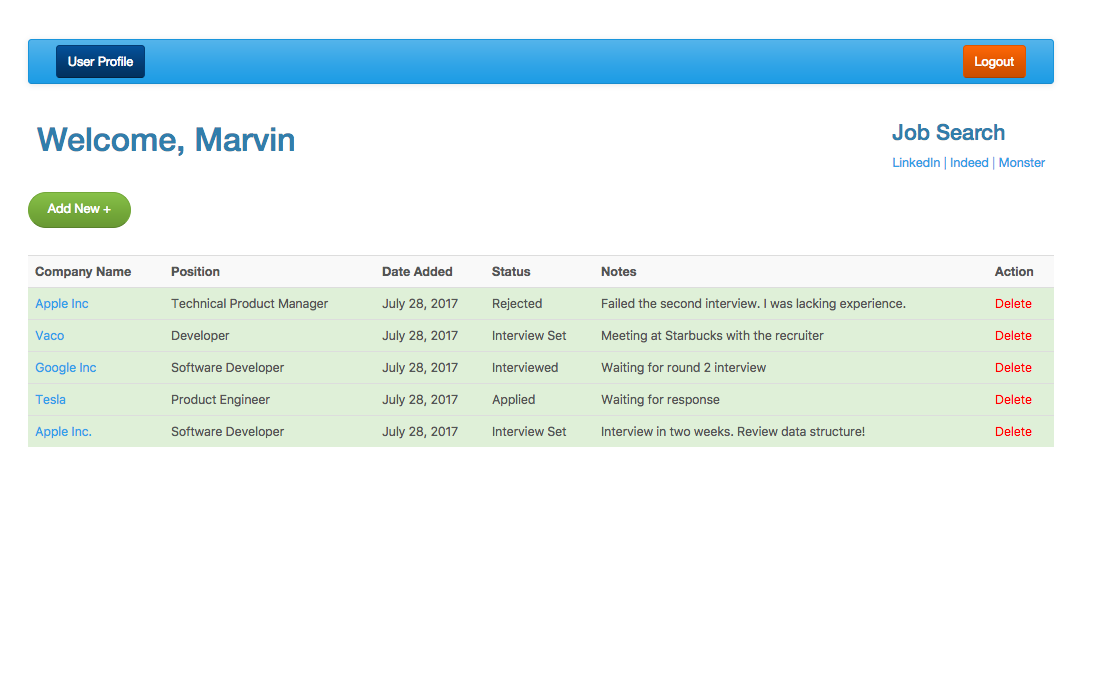 User Profile Logout
Welcome, Marvin
Job Search
LinkedIn | Indeed | Monster
Add New +
Company Name Position Date Added Status Notes Action
Apple Inc Technical Product Manager July 28, 2017 Rejected Failed the second interview. I was lacking experience. Delete
Vaco Developer July 28, 2017 Interview Set Meeting at Starbucks with the recruiter Delete
Google Inc Software Developer July 28, 2017 Interviewed Waiting for round 2 interview Delete
Tesla Product Engineer July 28, 2017 Applied Waiting for response Delete
Apple Inc. Software Developer July 28, 2017 Interview Set Interview in two weeks. Review data structure! Delete